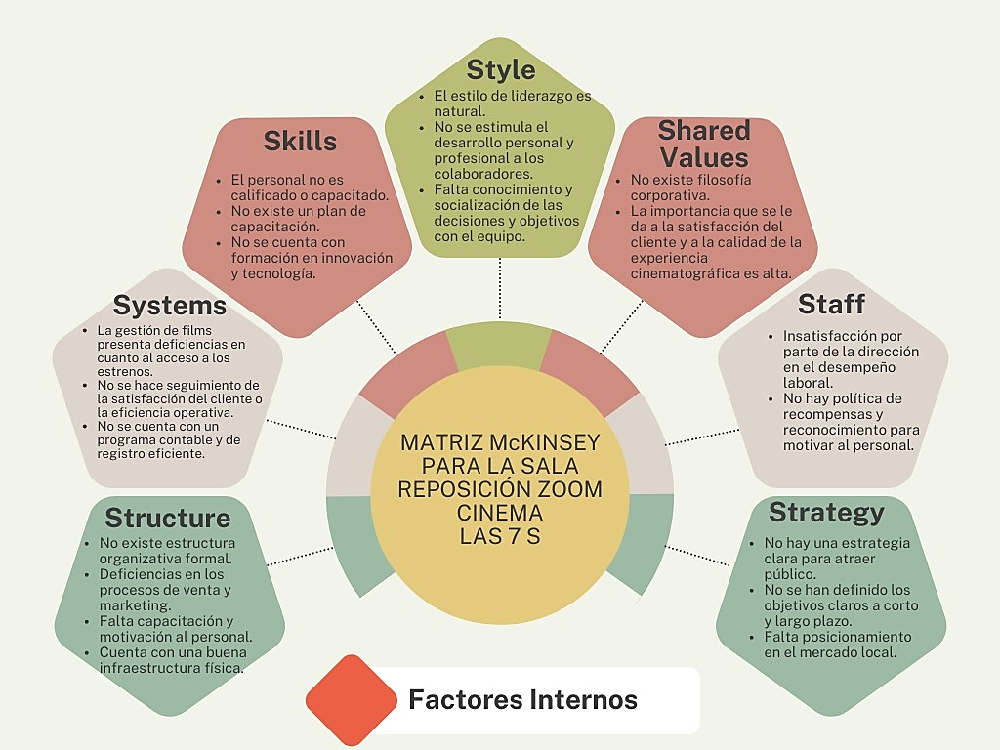 Style
• El estilo de liderazgo es
natural.
• No se estimula el
desarrollo personal y
profesional a los
colaboradores.
• Falta conocimiento y
socialización de las
decisiones y objetivos
con el equipo.
Skills
• El personal no es
calificado o capacitado.
• No existe un plan de
capacitación.
• No se cuenta con
formación en innovación
y tecnología.
Shared
Values
• No existe filosofía
corporativa.
• La importancia que se le
da a la satisfacción del
cliente y a la calidad de la
experiencia
cinematográfica es alta.
Systems
• La gestión de films
presenta deficiencias en
cuanto al acceso a los
estrenos.
• No se hace seguimiento de
la satisfacción del cliente o
la eficiencia operativa.
• No se cuenta con un
programa contable y de
registro eficiente.
Staff
• Insatisfacción por
parte de la dirección
en el desempeño
laboral.
• No hay política de
recompensas y
reconocimiento para
motivar al personal.
MATRIZ McKINSEY
PARA LA SALA
REPOSICIÓN ZOOM
CINEMA
LAS 7 S
Structure
• No existe estructura
organizativa formal.
• Deficiencias en los
procesos de venta y
marketing.
• Falta capacitación y
motivación al personal.
• Cuenta con una buena
infraestructura física.
Strategy
• No hay una estrategia
clara para atraer
público.
• No se han definido los
objetivos claros a corto
y largo plazo.
• Falta posicionamiento
en el mercado local.
Factores Internos